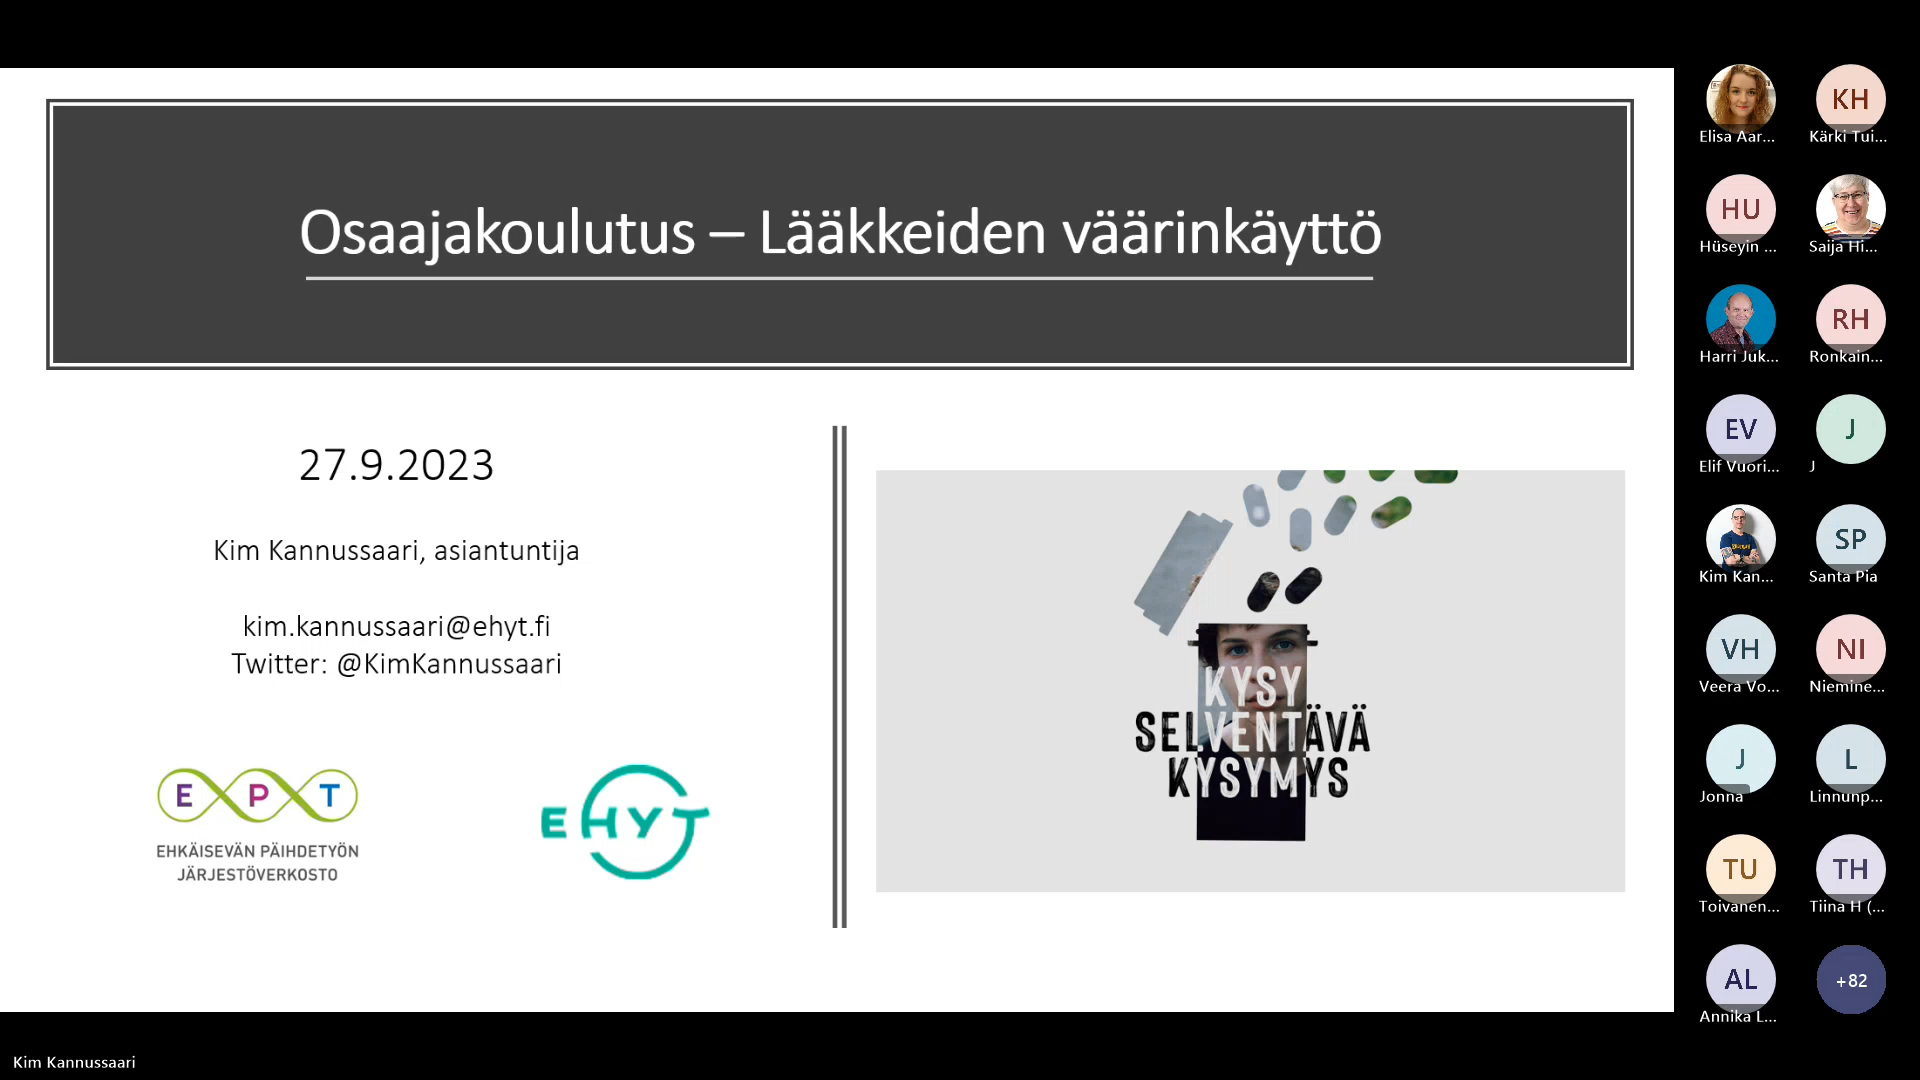 Osaajakoulutus – Lääkkeiden väärinkäyttö
27.9.2023
Kim Kannussaari, asiantuntija
kim.kannussaari@ehyt.fi
Twitter: @KimKannussaari
E P T
EHKÄISEVÄN PÄIHDETYÖN
JÄRJESTÖVERKOSTO
EHYT
KYSY
SELVENTÄVÄ
KYSYMYS
Elisa Aar...
KH
Kärki Tui...
HU
Hüseyin ...
Saija Hi...
Harri Juk...
RH
Ronkain...
EV
Elif Vuori...
J
J
Kim Kan...
SP
Santa Pia
VH
Veera Vo...
NI
Niemine...
J
Jonna
L
Linnunp...
TU
Toivanen...
TH
Tiina H (...
AL
Annika L...
+82
Kim Kannussaari